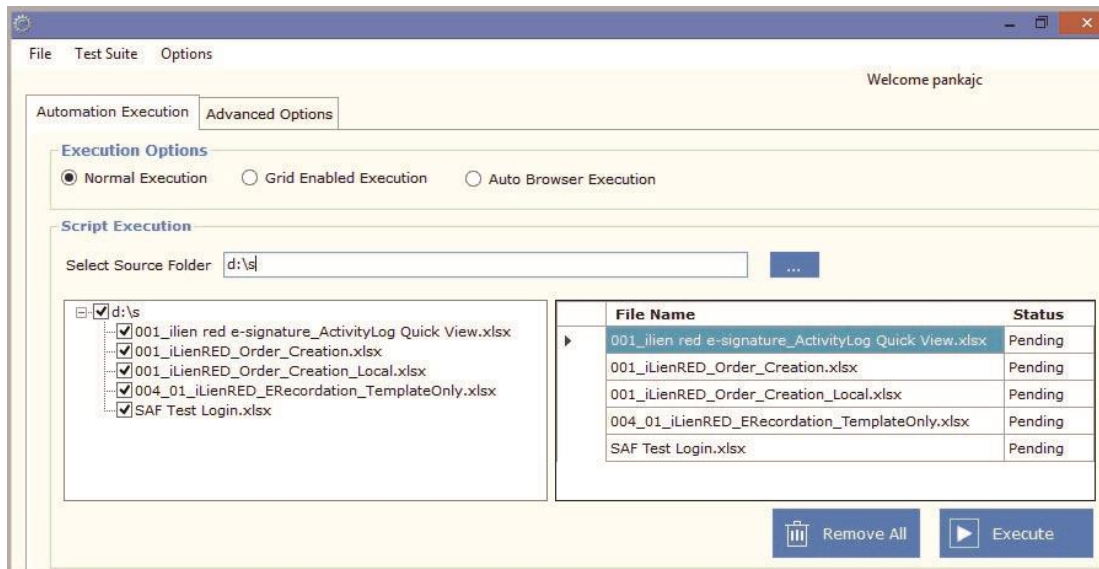 File Test Suite Options
Welcome pankajc
Automation Execution Advanced Options
Execution Options
Normal Execution Grid Enabled Execution Auto Browser Execution
Script Execution
Select Source Folder d:\s ...
d:\s
001_ilien red e-signature_ActivityLog Quick View.xlsx
001_iLienRED_Order_Creation.xlsx
001_iLienRED_Order_Creation_Local.xlsx
004_01_iLienRED_ERecordation_TemplateOnly.xlsx
SAF Test Login.xlsx
File Name Status
001_ilien red e-signature_ActivityLog Quick View.xlsx Pending
001_iLienRED_Order_Creation.xlsx Pending
001_iLienRED_Order_Creation_Local.xlsx Pending
004_01_iLienRED_ERecordation_TemplateOnly.xlsx Pending
SAF Test Login.xlsx Pending
Remove All Execute